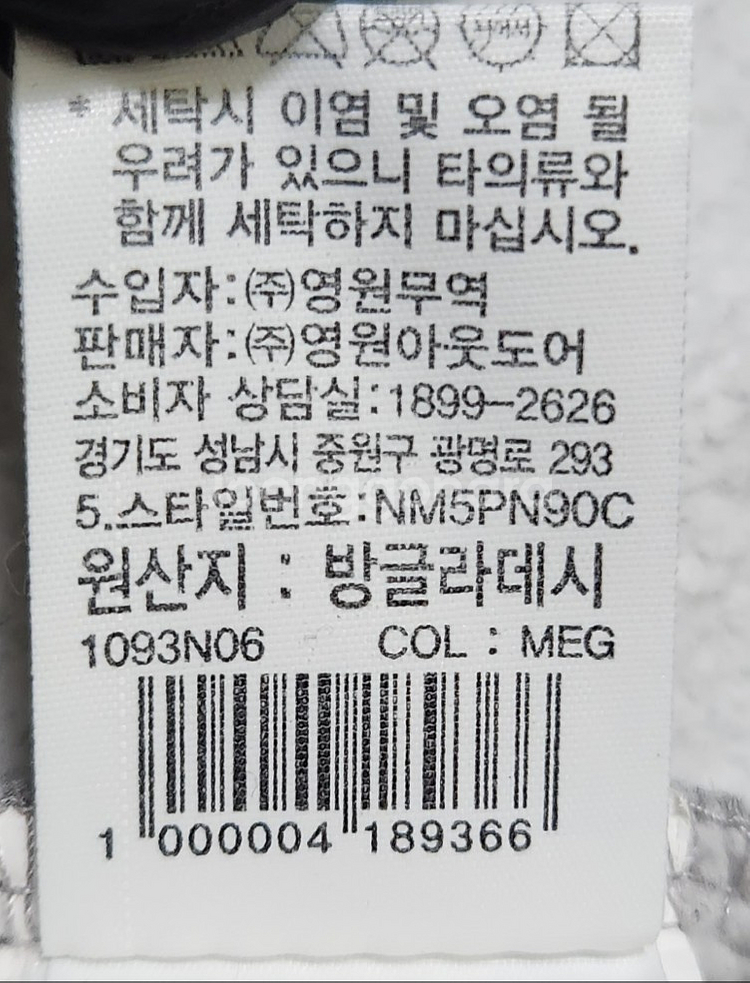 * 세탁시 이염 및 오염 될
우려가 있으니 타의류와
함께 세탁하지 마십시오.
수입자:㈜영원무역
판매자:㈜영원아웃도어
소비자 상담실:1899-2626
경기도 성남시 중원구 광명로 293
5.스타일번호:NM5PN90C
원산지 : 방글라데시
1093N06 COL : MEG
1 000004 189366